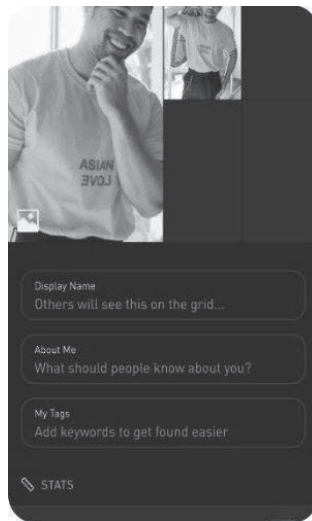 ASIAN
LOVE
Display Name
Others will see this on the grid...
About Me
What should people know about you?
My Tags
Add keywords to get found easier
STATS